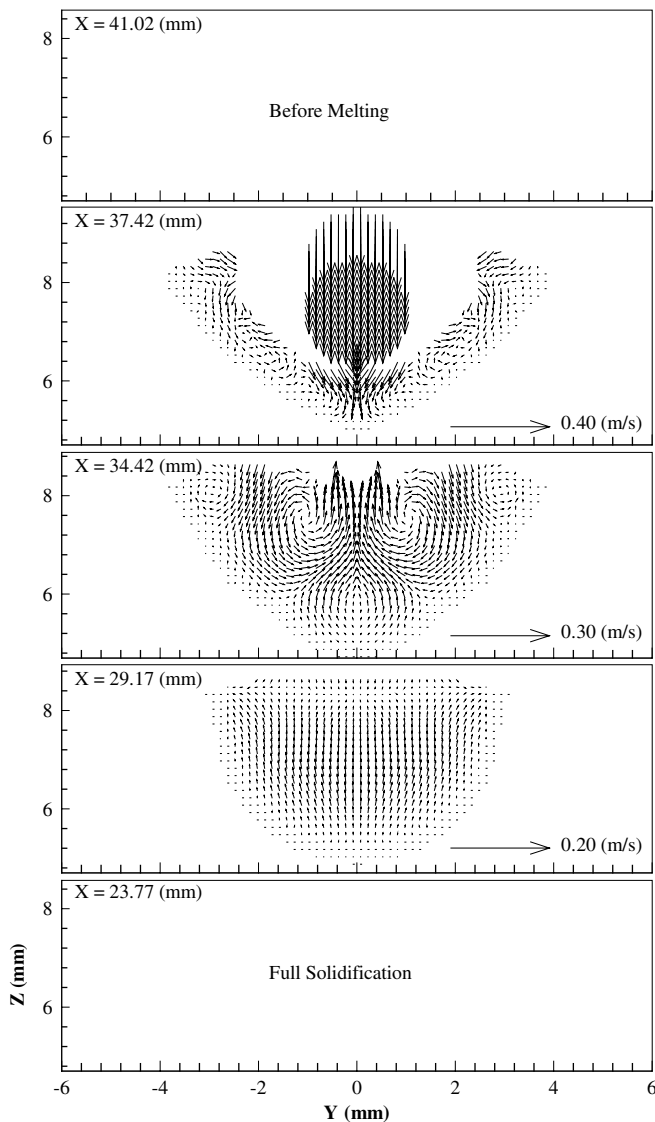 X = 41.02 (mm)
8
Before Melting
6
X = 37.42 (mm)
8
6
0.40 (m/s)
X = 34.42 (mm)
8
6
0.30 (m/s)
X = 29.17 (mm)
8
6
0.20 (m/s)
X = 23.77 (mm)
8
Full Solidification
6
Z (mm)
-6 -4 -2 0 2 4 6
Y (mm)